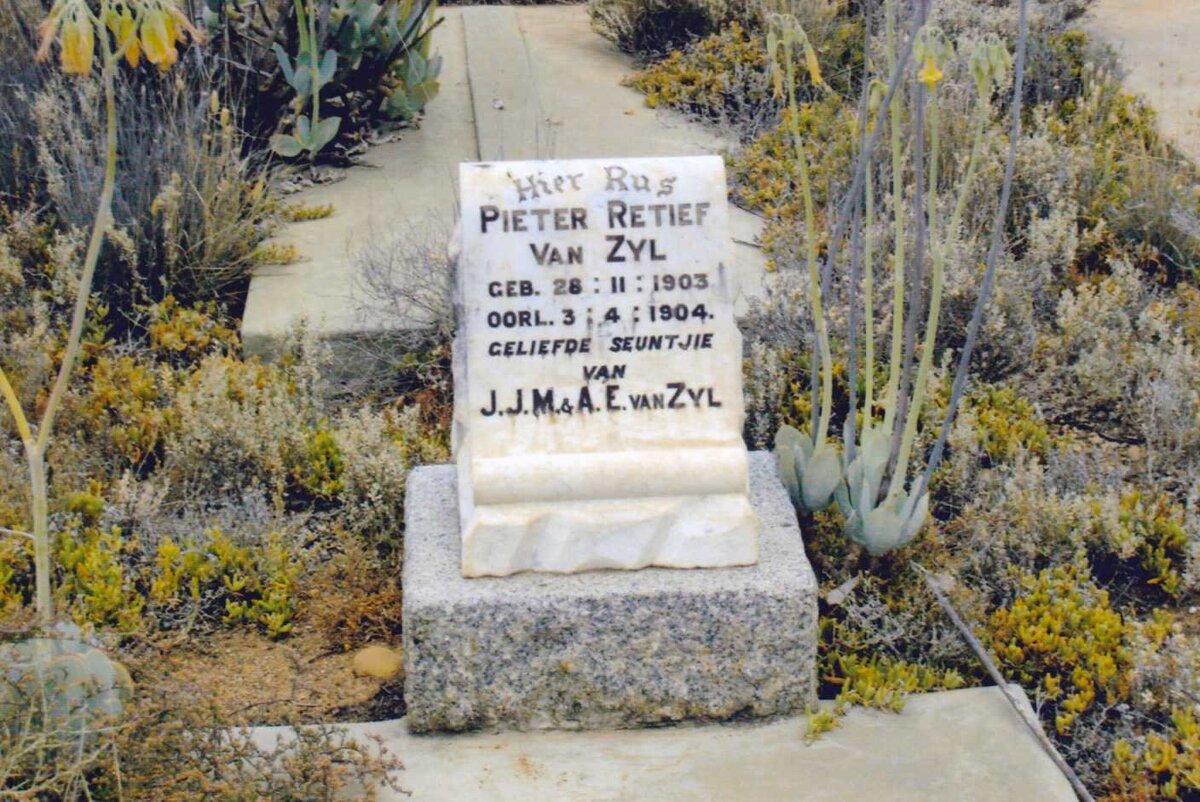 Hier Rus
PIETER RETIEF
VAN ZYL
GEB. 28 : 11 : 1903
OORL. 3 : 4 : 1904.
GELIEFDE SEUNTJIE
VAN
J.J.M. & A.E. VAN ZYL